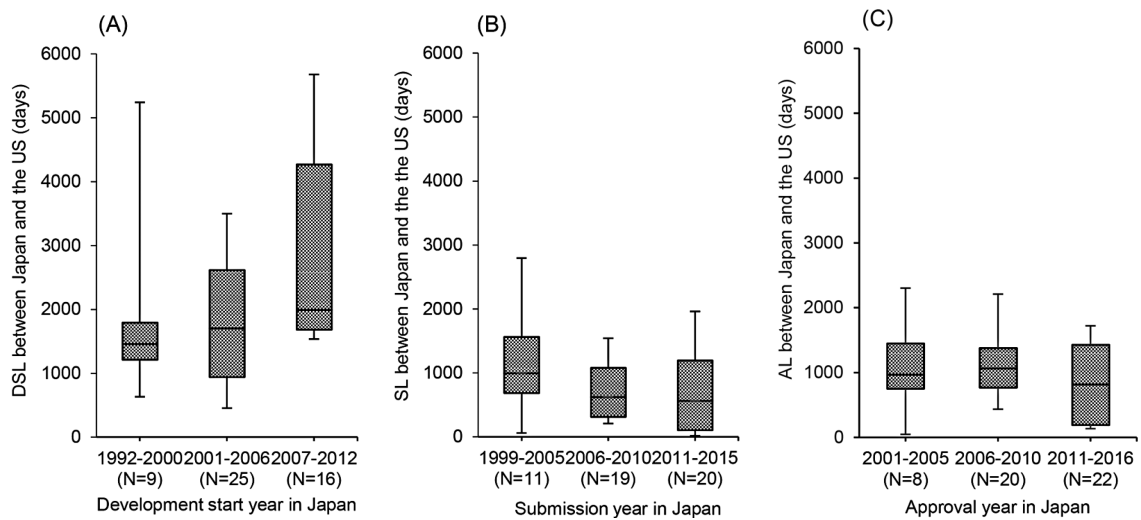 (A)
DSL between Japan and the US (days)
6000
5000
4000
3000
2000
1000
0
1992-2000 2001-2006 2007-2012
(N=9) (N=25) (N=16)
Development start year in Japan
(B)
SL between Japan and the the US (days)
6000
5000
4000
3000
2000
1000
0
1999-2005 2006-2010 2011-2015
(N=11) (N=19) (N=20)
Submission year in Japan
(C)
AL between Japan and the US (days)
6000
5000
4000
3000
2000
1000
0
2001-2005 2006-2010 2011-2016
(N=8) (N=20) (N=22)
Approval year in Japan